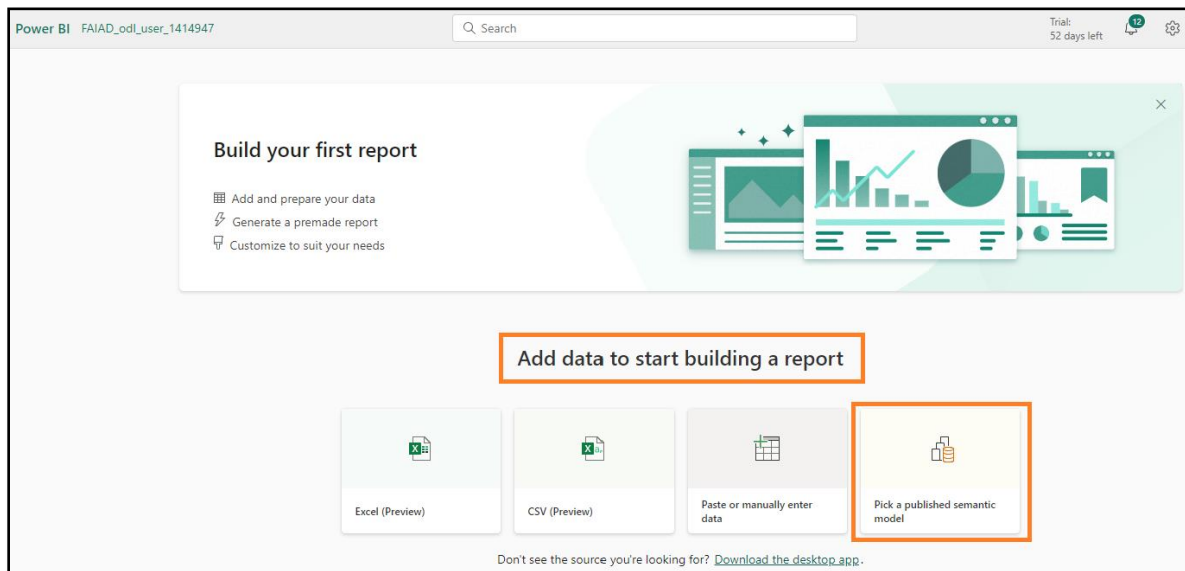 Power BI FAIAD_odl_user_1414947
Search
Trial:
52 days left
12
Build your first report
Add and prepare your data
Generate a premade report
Customize to suit your needs
Add data to start building a report
Excel (Preview)
CSV (Preview)
Paste or manually enter
data
Pick a published semantic
model
Don't see the source you're looking for? Download the desktop app.